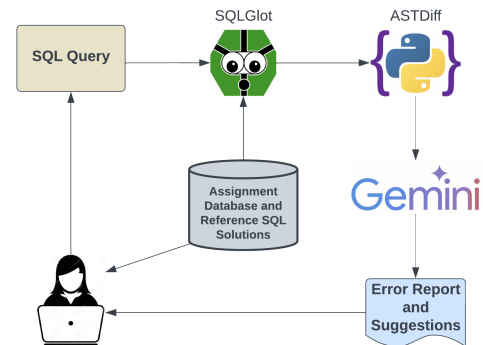 SQLGlot
ASTDiff
SQL Query
Assignment
Database and
Reference SQL
Solutions
Gemini
Error Report
and
Suggestions